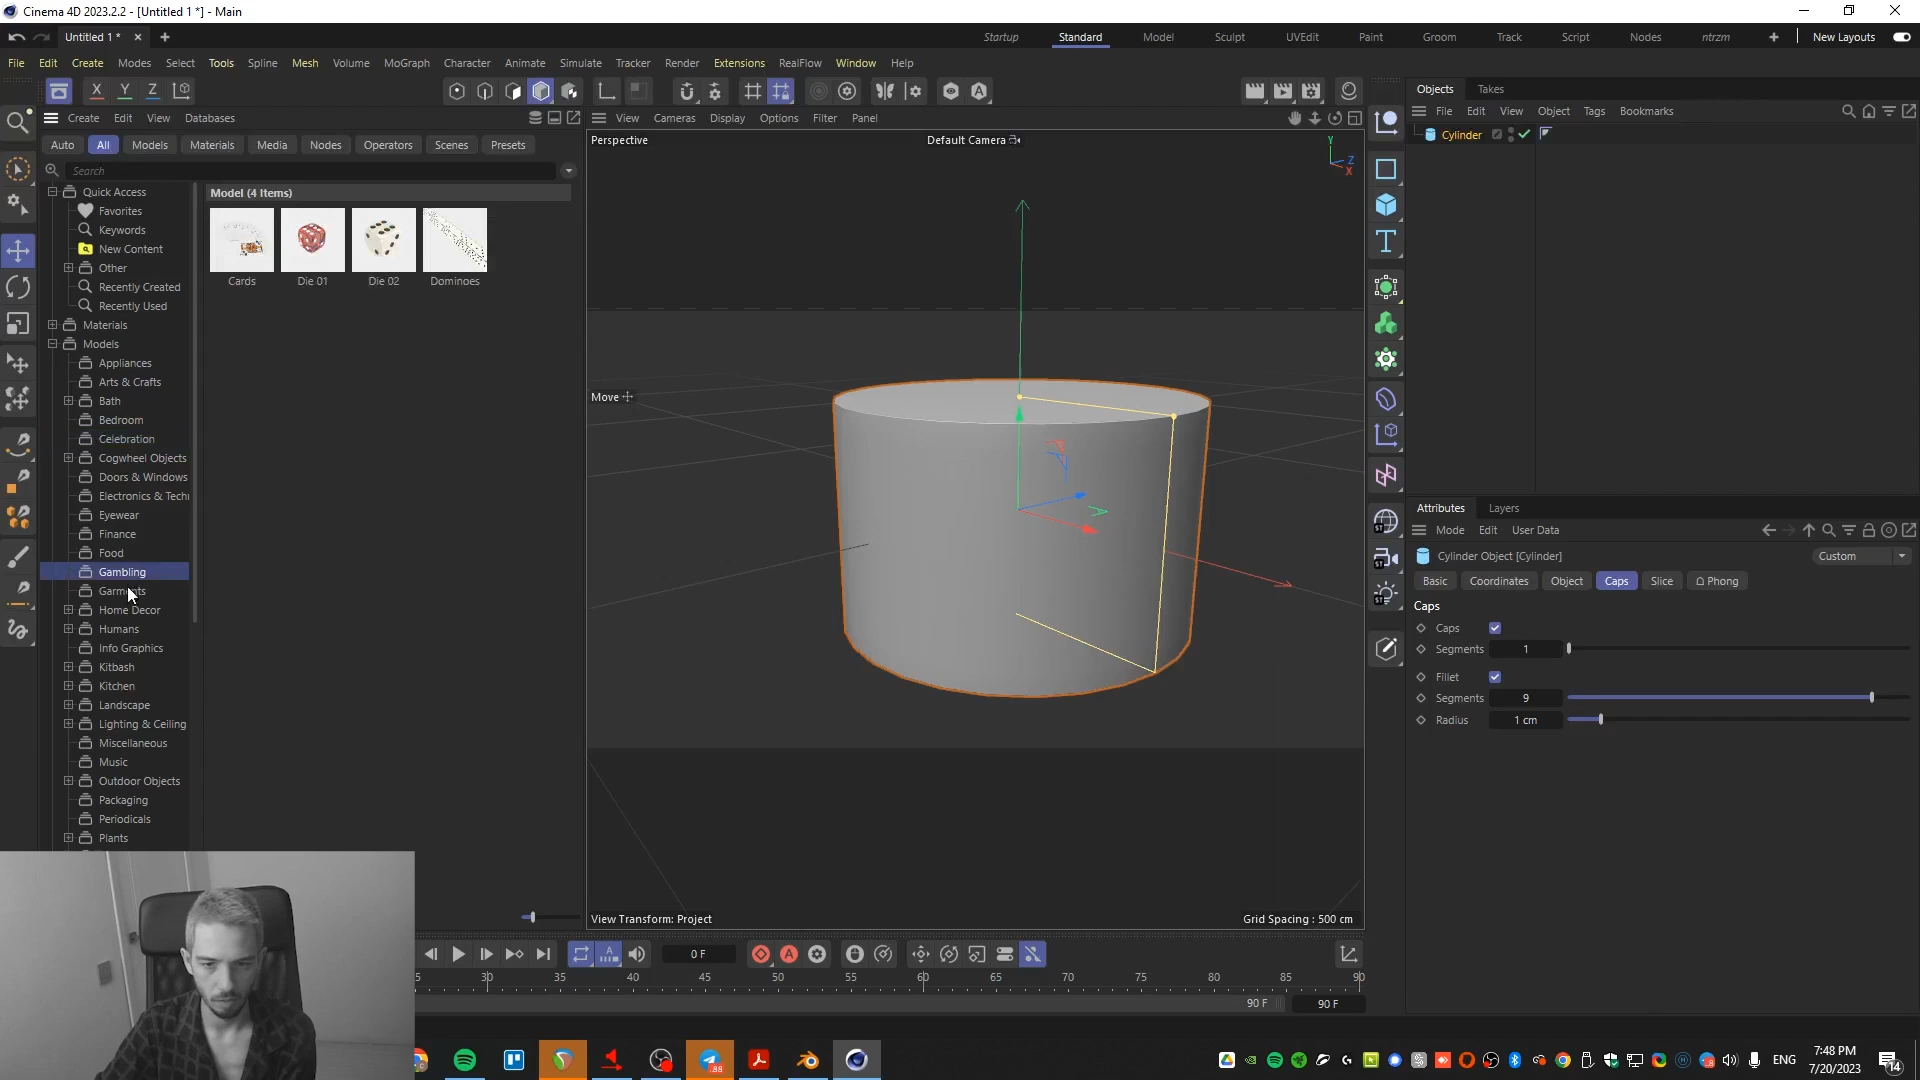 Cinema 4D 2023.2.2 - [Untitled 1 *] - Main
Untitled 1 *
Startup Standard Model Sculpt UVEdit Paint Groom Track Script Nodes ntrzm New Layouts
File Edit Create Modes Select Tools Spline Mesh Volume MoGraph Character Animate Simulate Tracker Render Extensions RealFlow Window Help
X Y Z
Create Edit View Databases
Auto All Models Materials Media Nodes Operators Scenes Presets
Search
Quick Access
Favorites
Keywords
New Content
Other
Recently Created
Recently Used
Materials
Models
Appliances
Arts & Crafts
Bath
Bedroom
Celebration
Cogwheel Objects
Doors & Windows
Electronics & Techn
Eyewear
Finance
Food
Gambling
Garments
Home Decor
Humans
Info Graphics
Kitbash
Kitchen
Landscape
Lighting & Ceiling
Miscellaneous
Music
Outdoor Objects
Packaging
Periodicals
Plants
Model (4 Items)
Cards Die 01 Die 02 Dominoes
View Cameras Display Options Filter Panel
Perspective
Default Camera
Y
Z
X
Move
View Transform: Project
Grid Spacing : 500 cm
0 F
30 35 40 45 50 55 60 65 70 75 80 85 90
90 F
90 F
Objects Takes
File Edit View Object Tags Bookmarks
Cylinder
Attributes Layers
Mode Edit User Data
Cylinder Object [Cylinder]
Custom
Basic Coordinates Object Caps Slice Phong
Caps
Caps
Segments 1
Fillet
Segments 9
Radius 1 cm
ENG
7:48 PM
7/20/2023
14
.88